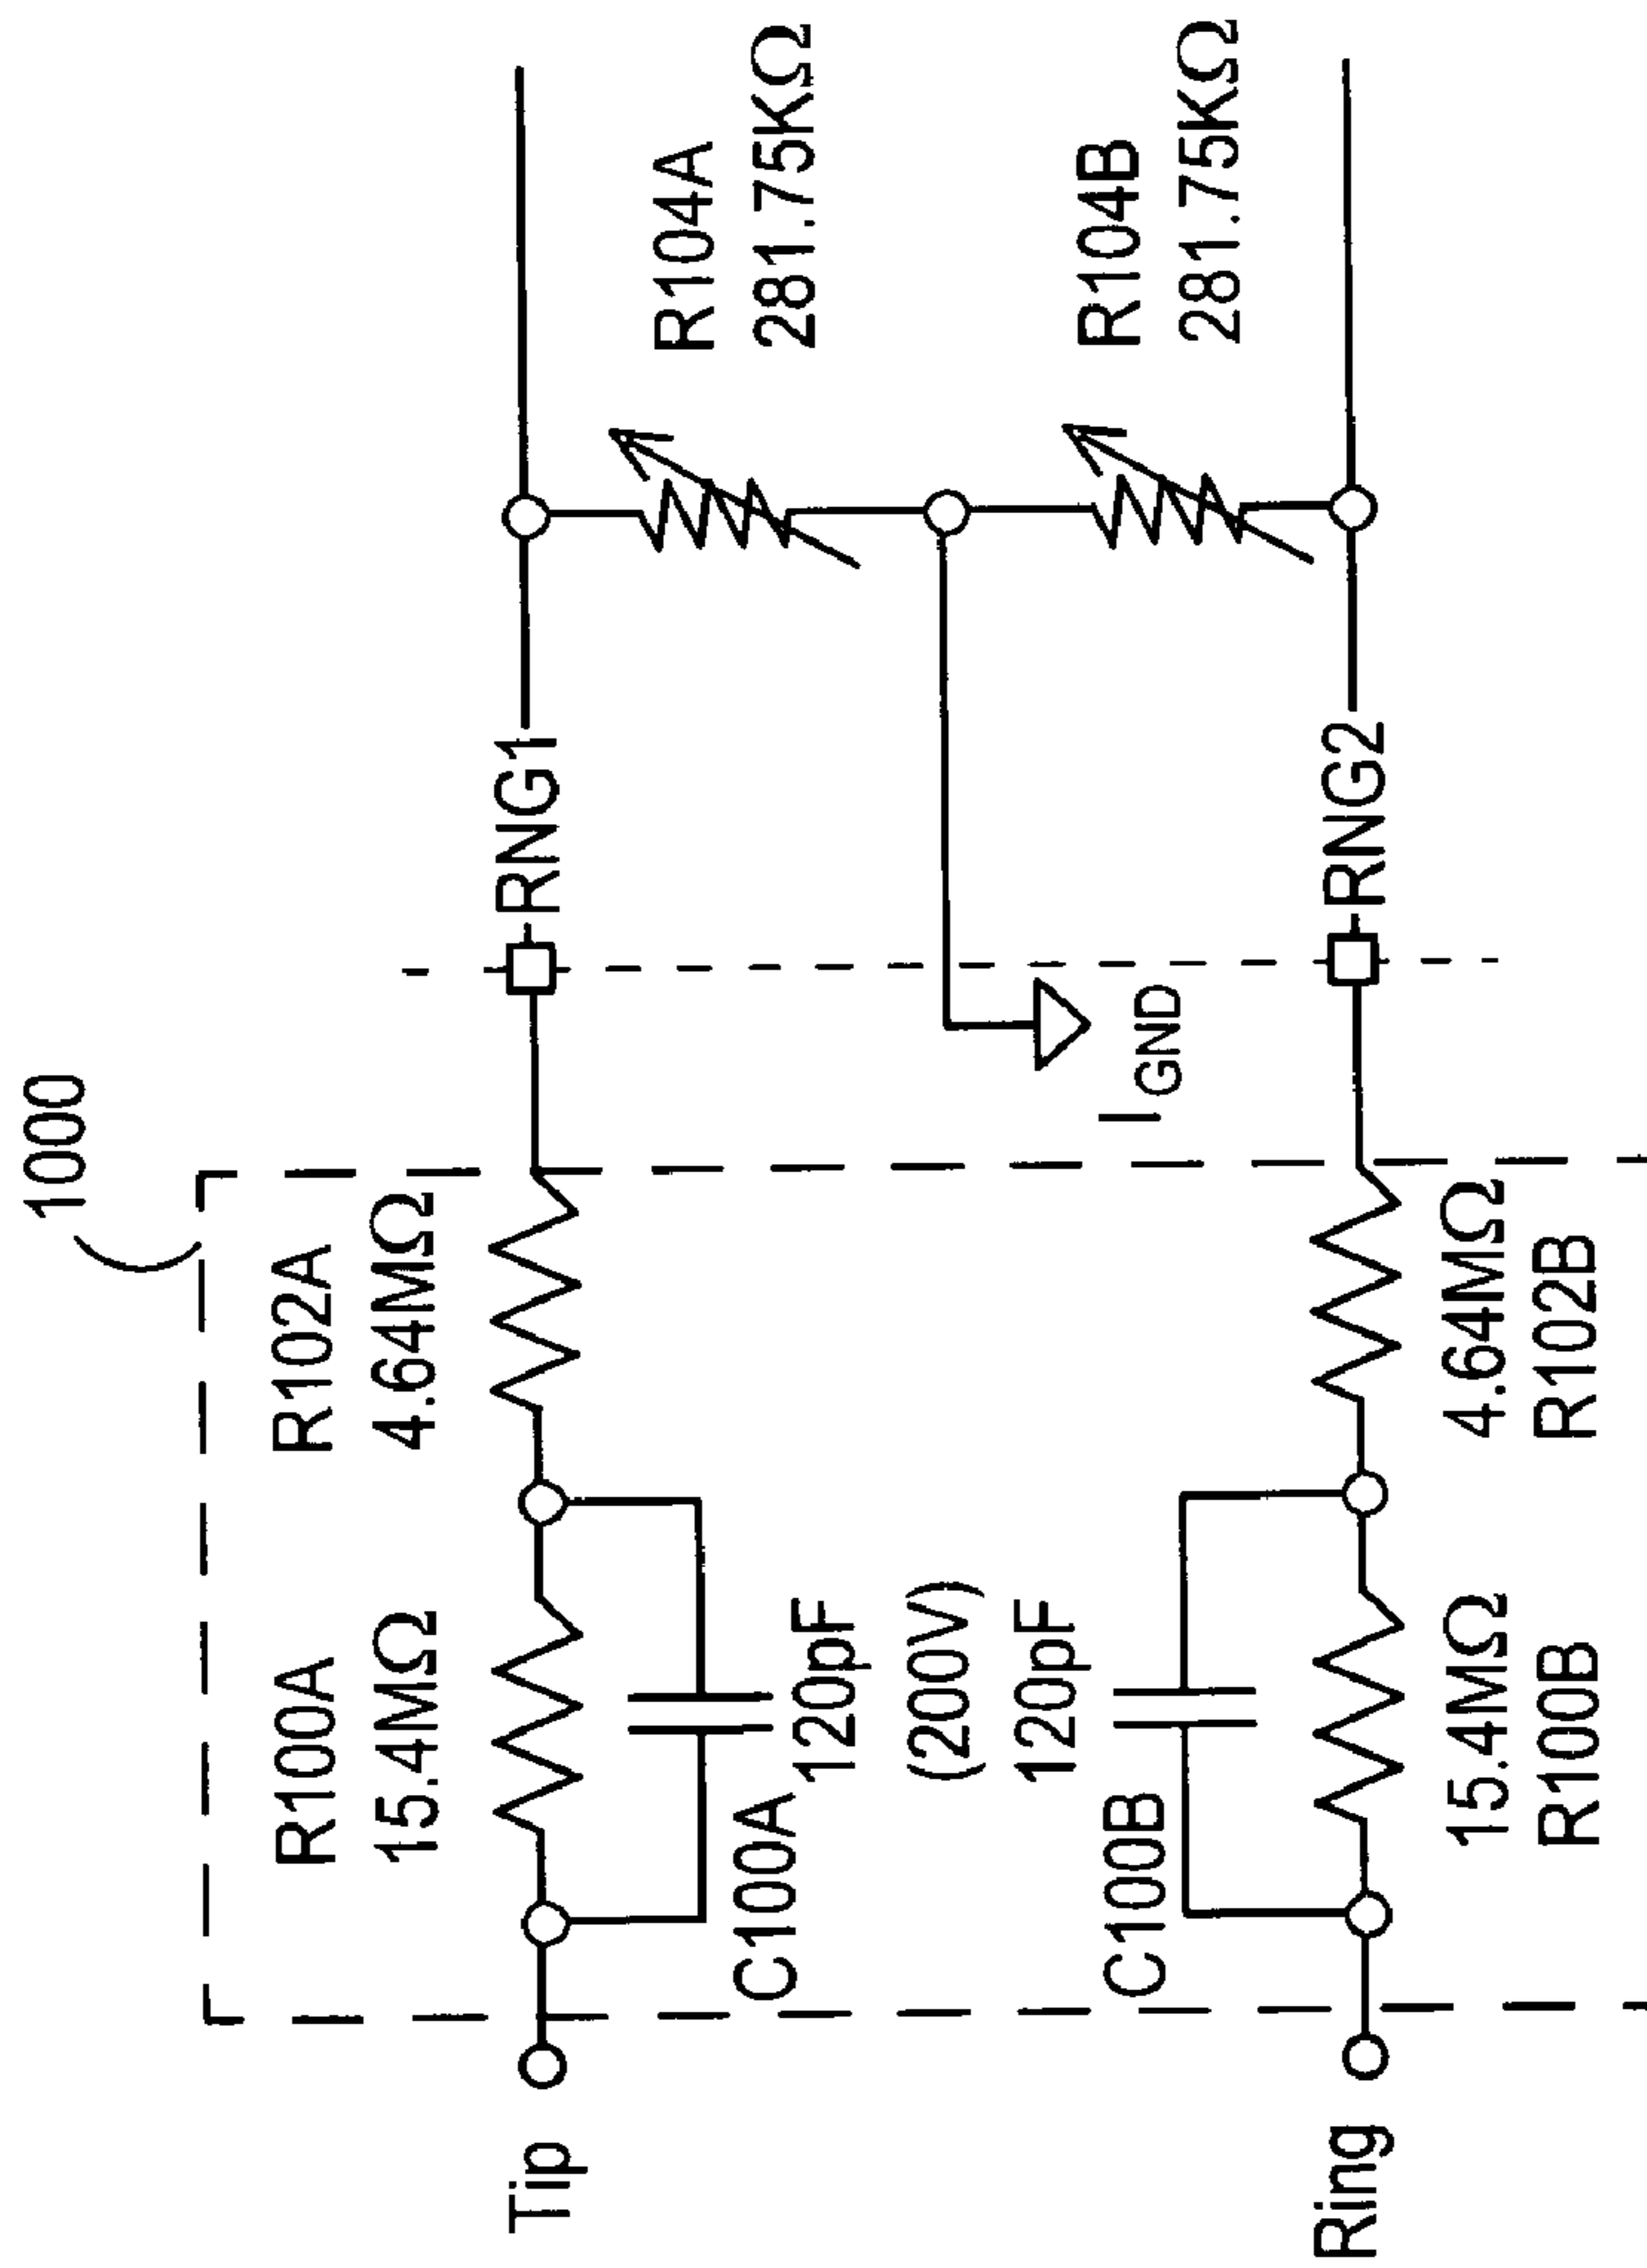 1000
R100A
15.4MΩ
R102A
4.64MΩ
Tip
RNG1
R104A
281.75KΩ
C100A
120pF
(200V)
120pF
C100B
I GND
R104B
281.75KΩ
Ring
RNG2
15.4MΩ
R100B
4.64MΩ
R102B